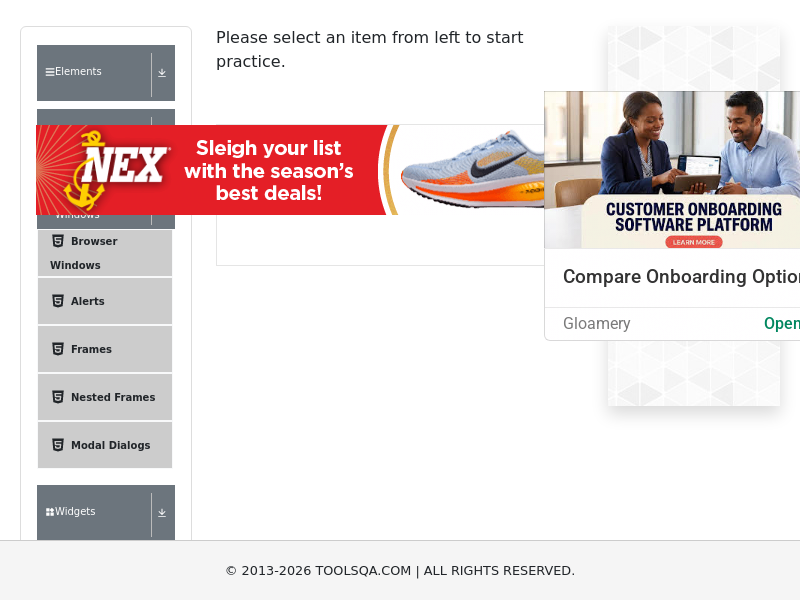 Please select an item from left to start
practice.
Elements
NEX
Sleigh your list
with the season's
best deals!
Windows
Browser
Windows
Alerts
Frames
Nested Frames
Modal Dialogs
Widgets
CUSTOMER ONBOARDING
SOFTWARE PLATFORM
LEARN MORE
Compare Onboarding Optio
Gloamery
Open
© 2013-2026 TOOLSQA.COM | ALL RIGHTS RESERVED.